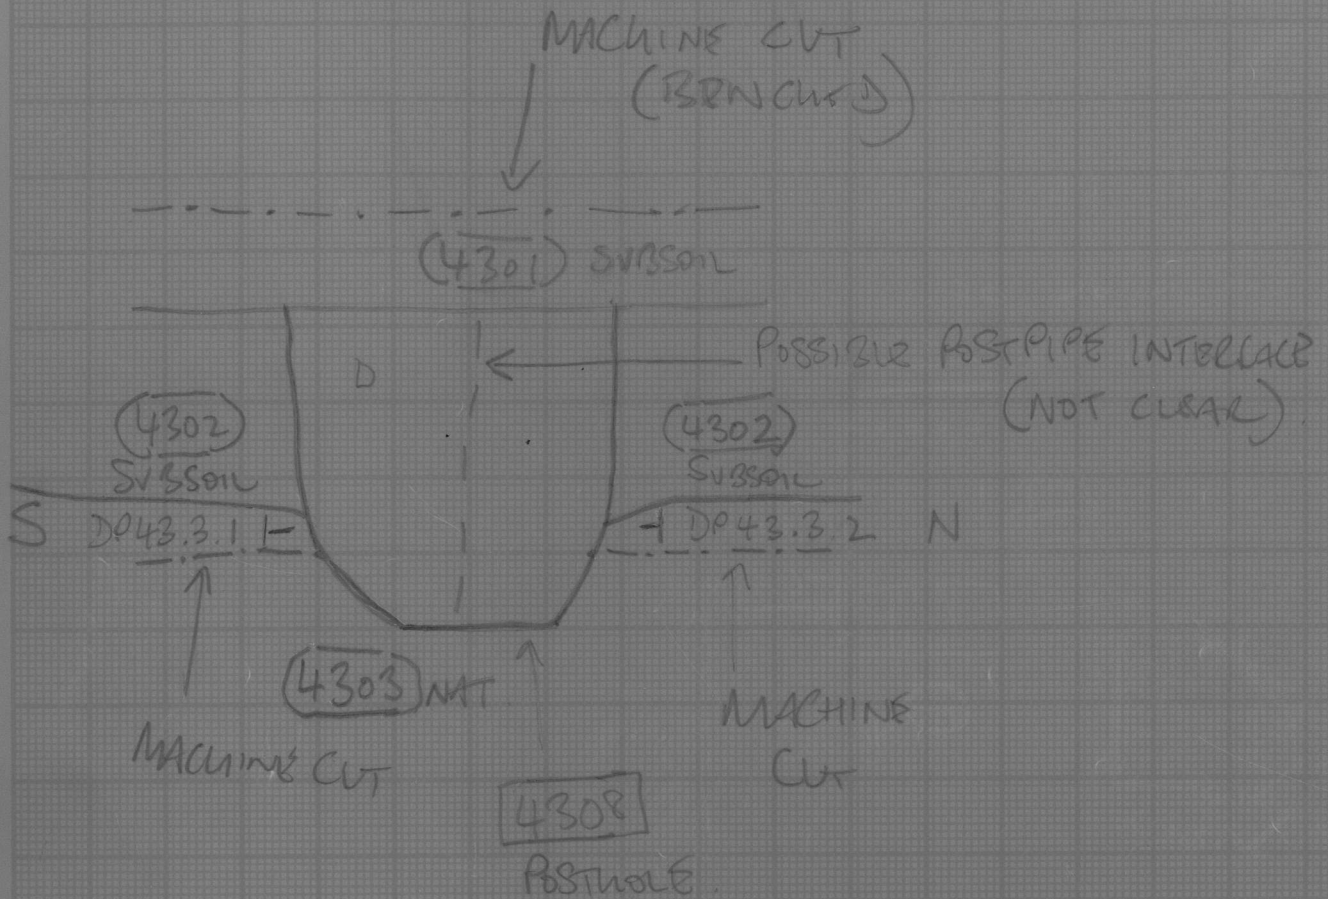 MACHINE CUT
(BENCHED)
(4301) SUBSOIL
POSSIBLE POSTPIPE INTERFACE
(NOT CLEAR).
D
(4302)
SUBSOIL
(4302)
SUBSOIL
S DP43.3.1
DP43.3.2 N
(4303) NAT.
MACHINE CUT
MACHINE
CUT
4308
POSTHOLE.